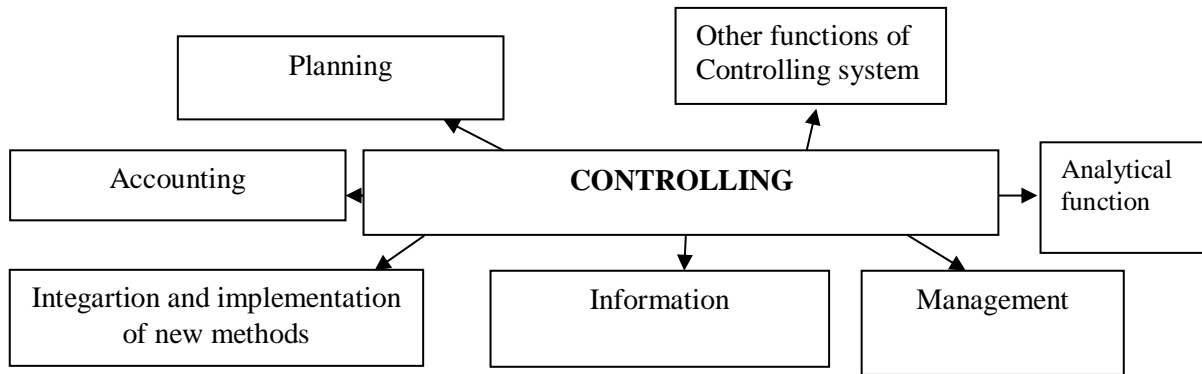 Other functions of
Controlling system
Planning
Accounting
CONTROLLING
Analytical
function
Integartion and implementation
of new methods
Information
Management